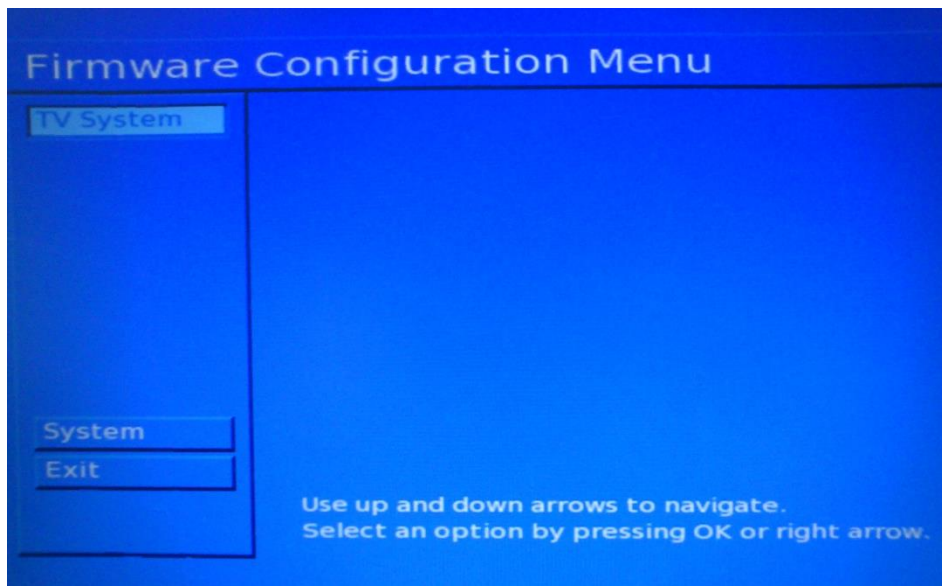 Firmware Configuration Menu
TV System
System
Exit
Use up and down arrows to navigate.
Select an option by pressing OK or right arrow.